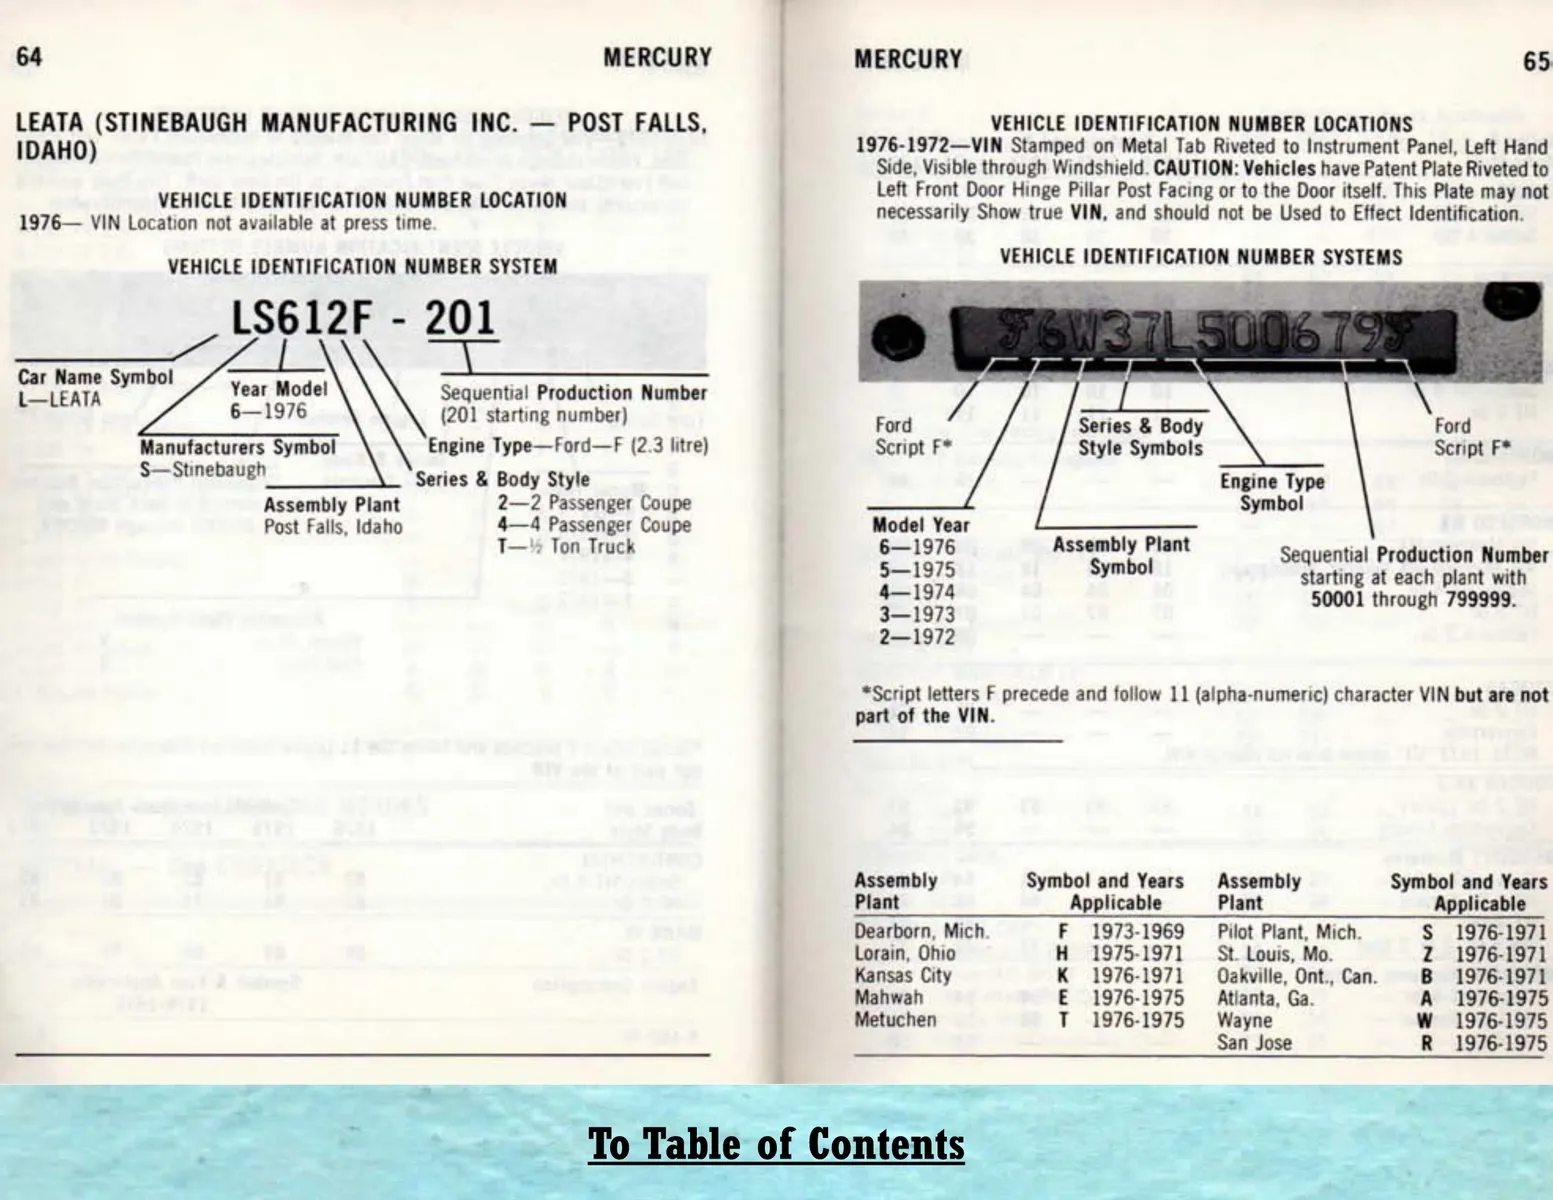 64 MERCURY
LEATA (STINEBAUGH MANUFACTURING INC. — POST FALLS,
IDAHO)
VEHICLE IDENTIFICATION NUMBER LOCATION
1976— VIN Location not available at press time.
VEHICLE IDENTIFICATION NUMBER SYSTEM
LS612F - 201
Car Name Symbol
L—LEATA
Year Model
6—1976
Sequential Production Number
(201 starting number)
Manufacturers Symbol
S—Stinebaugh
Engine Type—Ford—F (2.3 litre)
Assembly Plant
Post Falls, Idaho
Series & Body Style
2—2 Passenger Coupe
4—4 Passenger Coupe
T—½ Ton Truck
MERCURY 65
VEHICLE IDENTIFICATION NUMBER LOCATIONS
1976-1972—VIN Stamped on Metal Tab Riveted to Instrument Panel, Left Hand
Side, Visible through Windshield. CAUTION: Vehicles have Patent Plate Riveted to
Left Front Door Hinge Pillar Post Facing or to the Door itself. This Plate may not
necessarily Show true VIN, and should not be Used to Effect Identification.
VEHICLE IDENTIFICATION NUMBER SYSTEMS
F6W37L500679F
Ford
Script F*
Series & Body
Style Symbols
Ford
Script F*
Engine Type
Symbol
Model Year
6—1976
5—1975
4—1974
3—1973
2—1972
Assembly Plant
Symbol
Sequential Production Number
starting at each plant with
50001 through 799999.
*Script letters F precede and follow 11 (alpha-numeric) character VIN but are not
part of the VIN.
Assembly Symbol and Years Assembly Symbol and Years
Plant Applicable Plant Applicable
Dearborn, Mich. F 1973-1969 Pilot Plant, Mich. S 1976-1971
Lorain, Ohio H 1975-1971 St. Louis, Mo. Z 1976-1971
Kansas City K 1976-1971 Oakville, Ont., Can. B 1976-1971
Mahwah E 1976-1975 Atlanta, Ga. A 1976-1975
Metuchen T 1976-1975 Wayne W 1976-1975
San Jose R 1976-1975
To Table of Contents